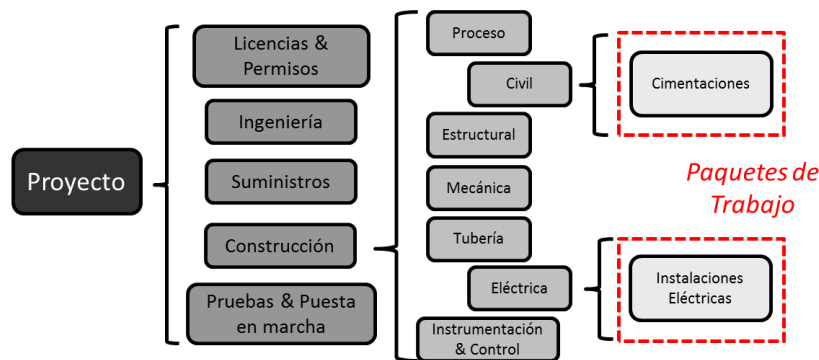 Proyecto
Licencias &
Permisos
Ingeniería
Suministros
Construcción
Pruebas & Puesta
en marcha
Proceso
Civil
Estructural
Mecánica
Tubería
Eléctrica
Instrumentación
& Control
Cimentaciones
Paquetes de
Trabajo
Instalaciones
Eléctricas